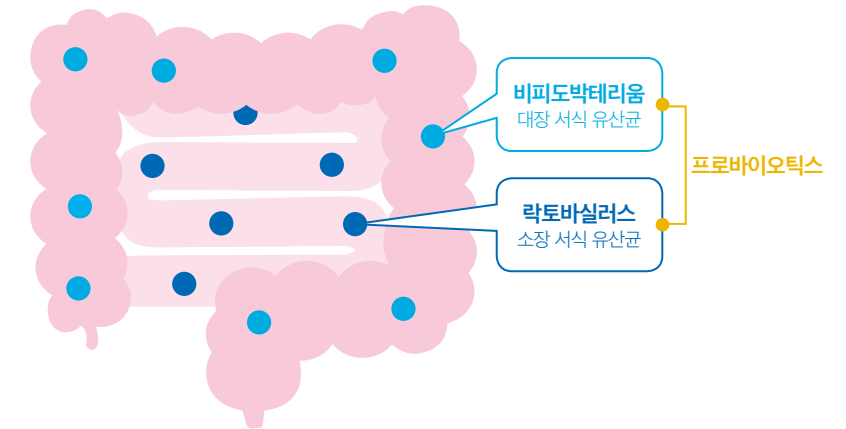 비피도박테리움
대장 서식 유산균
프로바이오틱스
락토바실러스
소장 서식 유산균